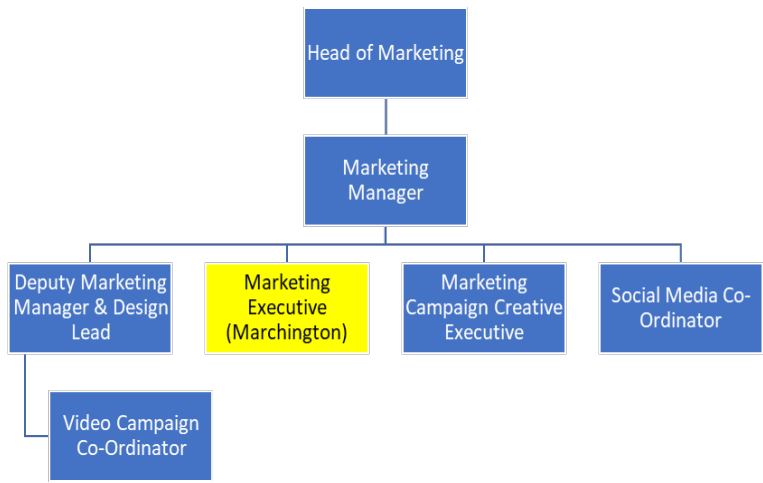 Head of Marketing
Marketing
Manager
Deputy Marketing
Manager & Design
Lead
Marketing
Executive
(Marchington)
Marketing
Campaign Creative
Executive
Social Media Co-
Ordinator
Video Campaign
Co-Ordinator